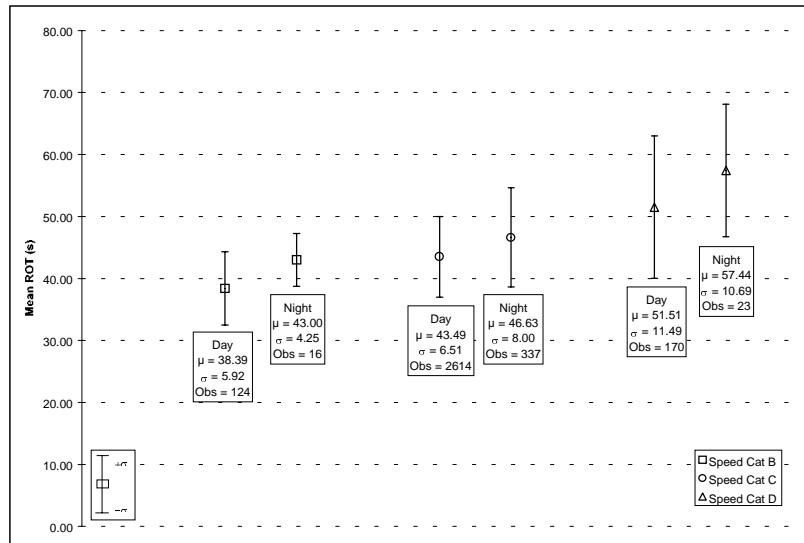 80.00
70.00
60.00
50.00
40.00
30.00
20.00
10.00
0.00
Mean ROT (s)
Day
μ = 38.39
σ = 5.92
Obs = 124
Night
μ = 43.00
σ = 4.25
Obs = 16
Day
μ = 43.49
σ = 6.51
Obs = 2614
Night
μ = 46.63
σ = 8.00
Obs = 337
Day
μ = 51.51
σ = 11.49
Obs = 170
Night
μ = 57.44
σ = 10.69
Obs = 23
+σ
−σ
Speed Cat B
Speed Cat C
Speed Cat D